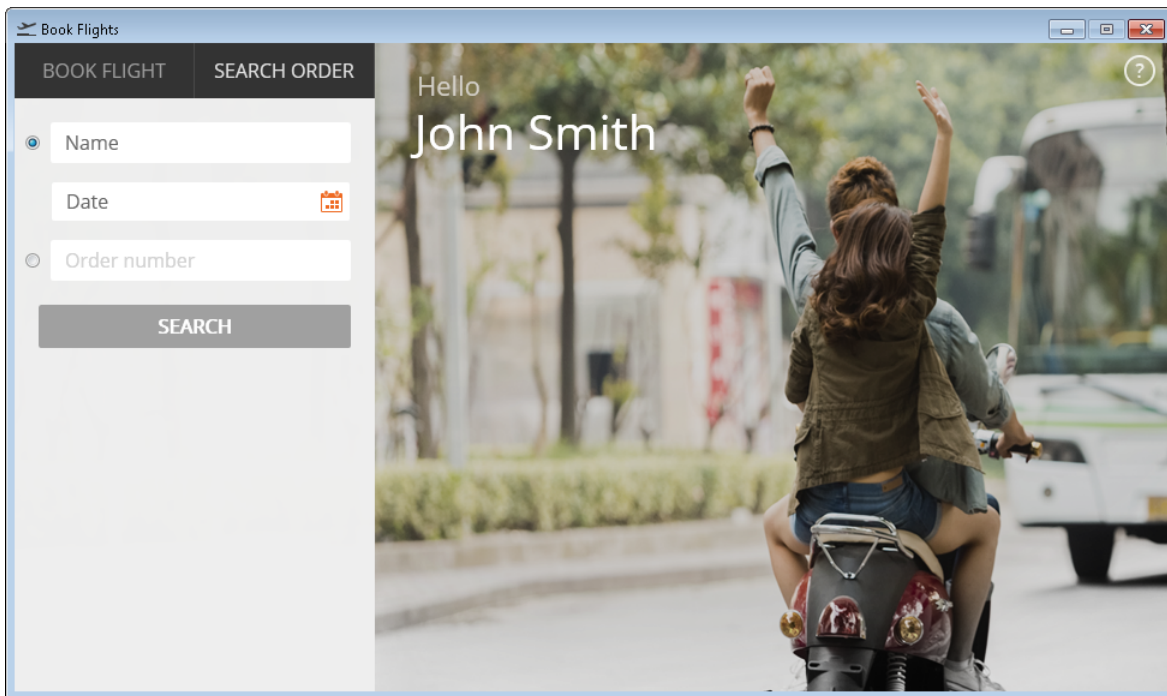 Book Flights
BOOK FLIGHT
SEARCH ORDER
Name
Date
Order number
SEARCH
Hello
John Smith
?